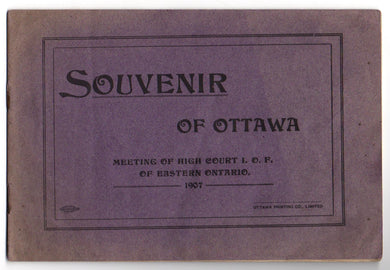 SOUVENIR
OF OTTAWA
MEETING OF HIGH COURT I. O. F.
OF EASTERN ONTARIO.
1907
OTTAWA PRINTING CO., LIMITED